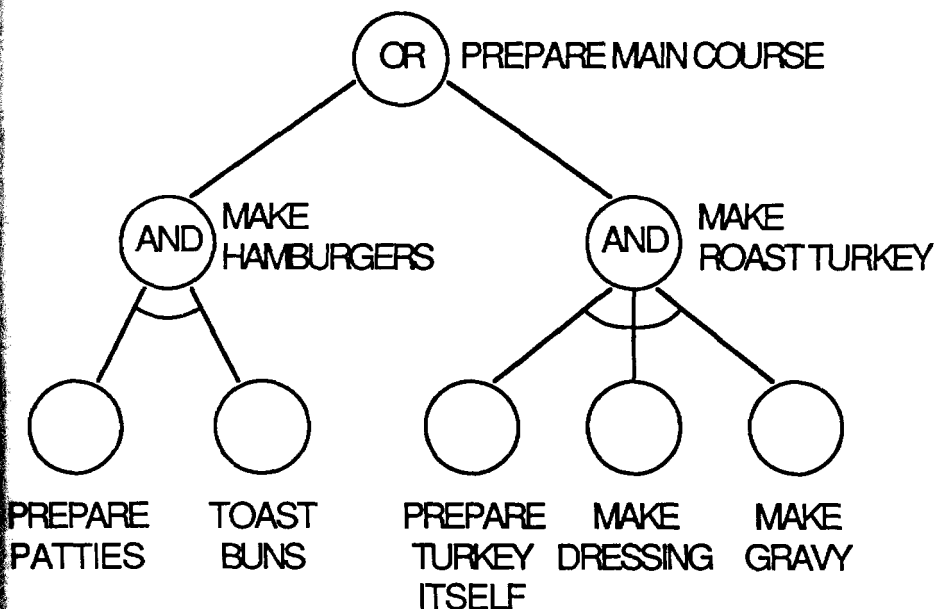 OR PREPARE MAIN COURSE
AND MAKE
HAMBURGERS
AND MAKE
ROAST TURKEY
PREPARE
PATTIES
TOAST
BUNS
PREPARE
TURKEY
ITSELF
MAKE
DRESSING
MAKE
GRAVY